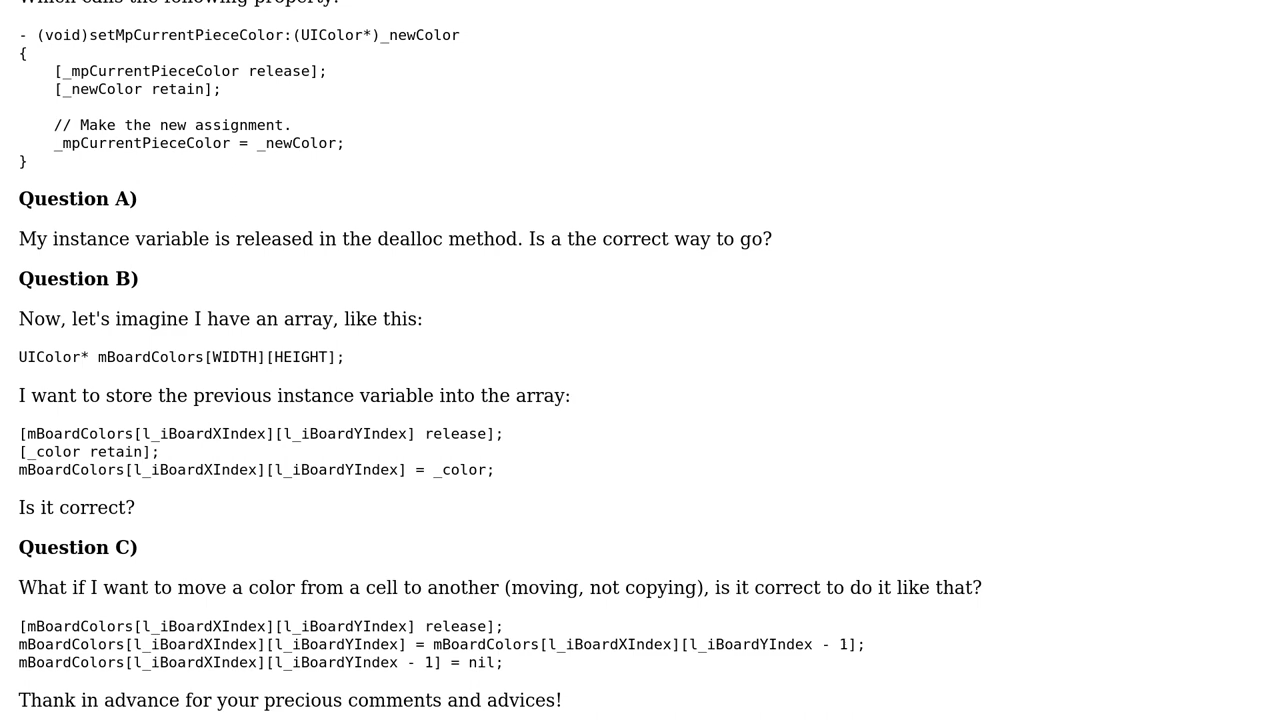 Which calls the following property:
- (void)setMpCurrentPieceColor:(UIColor*)_newColor
{
    [_mpCurrentPieceColor release];
    [_newColor retain];
    // Make the new assignment.
    _mpCurrentPieceColor = _newColor;
}
Question A)
My instance variable is released in the dealloc method. Is a the correct way to go?
Question B)
Now, let's imagine I have an array, like this:
UIColor* mBoardColors[WIDTH][HEIGHT];
I want to store the previous instance variable into the array:
[mBoardColors[l_iBoardXIndex][l_iBoardYIndex] release];
[_color retain];
mBoardColors[l_iBoardXIndex][l_iBoardYIndex] = _color;
Is it correct?
Question C)
What if I want to move a color from a cell to another (moving, not copying), is it correct to do it like that?
[mBoardColors[l_iBoardXIndex][l_iBoardYIndex] release];
mBoardColors[l_iBoardXIndex][l_iBoardYIndex] = mBoardColors[l_iBoardXIndex][l_iBoardYIndex - 1];
mBoardColors[l_iBoardXIndex][l_iBoardYIndex - 1] = nil;
Thank in advance for your precious comments and advices!